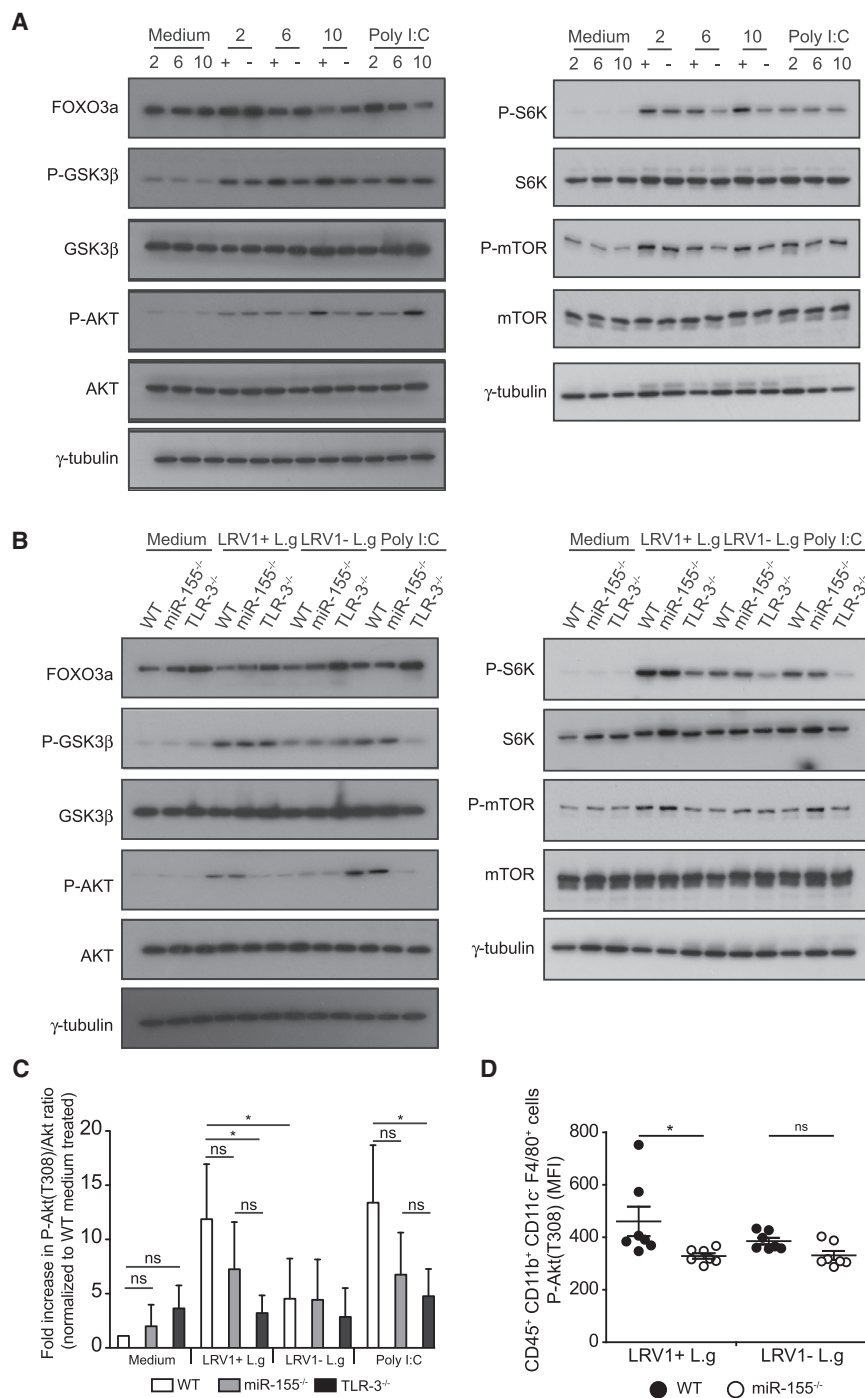 A
Medium 2 6 10 Poly I:C
2 6 10 + - + - + - 2 6 10
FOXO3a
P-GSK3β
GSK3β
P-AKT
AKT
γ-tubulin
Medium 2 6 10 Poly I:C
2 6 10 + - + - + - 2 6 10
P-S6K
S6K
P-mTOR
mTOR
γ-tubulin
B
Medium LRV1+ L.g LRV1- L.g Poly I:C
WT miR-155-/- TLR-3-/- WT miR-155-/- TLR-3-/- WT miR-155-/- TLR-3-/- WT miR-155-/- TLR-3-/-
FOXO3a
P-GSK3β
GSK3β
P-AKT
AKT
γ-tubulin
Medium LRV1+ L.g LRV1- L.g Poly I:C
WT miR-155-/- TLR-3-/- WT miR-155-/- TLR-3-/- WT miR-155-/- TLR-3-/- WT miR-155-/- TLR-3-/-
P-S6K
S6K
P-mTOR
mTOR
γ-tubulin
C
Fold increase in P-Akt(T308)/Akt ratio
(normalized to WT medium treated)
20
15
10
5
0
ns
ns
*
*
ns
ns
*
ns
ns
Medium LRV1+ L.g LRV1- L.g Poly I:C
WT miR-155-/- TLR-3-/-
D
CD45+ CD11b+ CD11c- F4/80+ cells
P-Akt(T308) (MFI)
800
600
400
200
0
*
ns
LRV1+ L.g LRV1- L.g
WT miR-155-/-